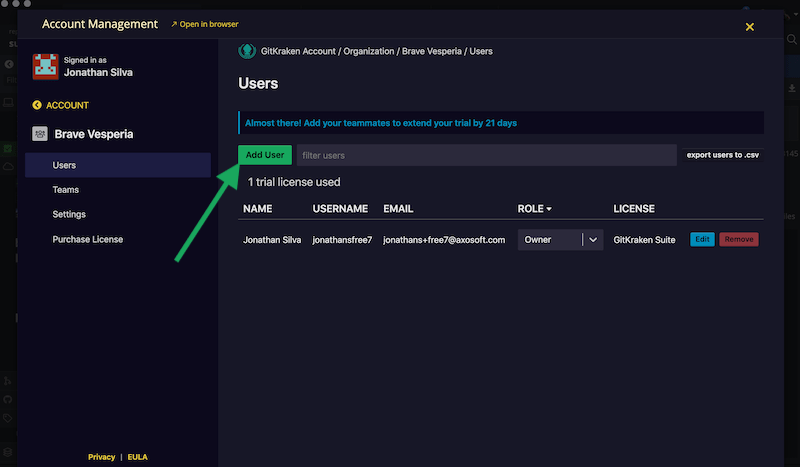 Account Management
Open in browser
Signed in as
Jonathan Silva
ACCOUNT
Brave Vesperia
Users
Teams
Settings
Purchase License
Privacy | EULA
GitKraken Account / Organization / Brave Vesperia / Users
Users
Almost there! Add your teammates to extend your trial by 21 days
Add User
filter users
export users to .csv
1 trial license used
NAME USERNAME EMAIL ROLE LICENSE
Jonathan Silva jonathansfree7 jonathans+free7@axosoft.com Owner GitKraken Suite Edit Remove